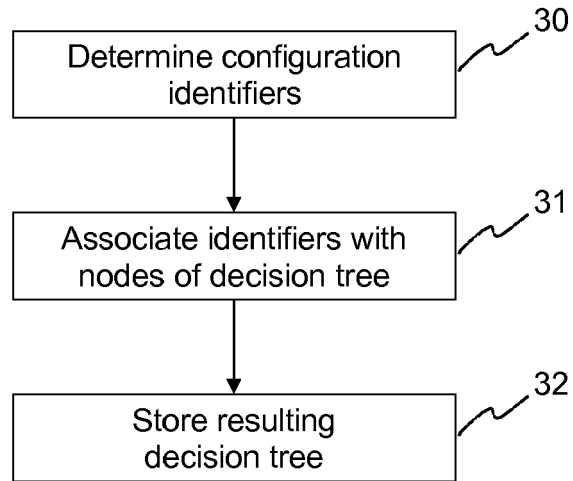 30
Determine configuration
identifiers
31
Associate identifiers with
nodes of decision tree
32
Store resulting
decision tree